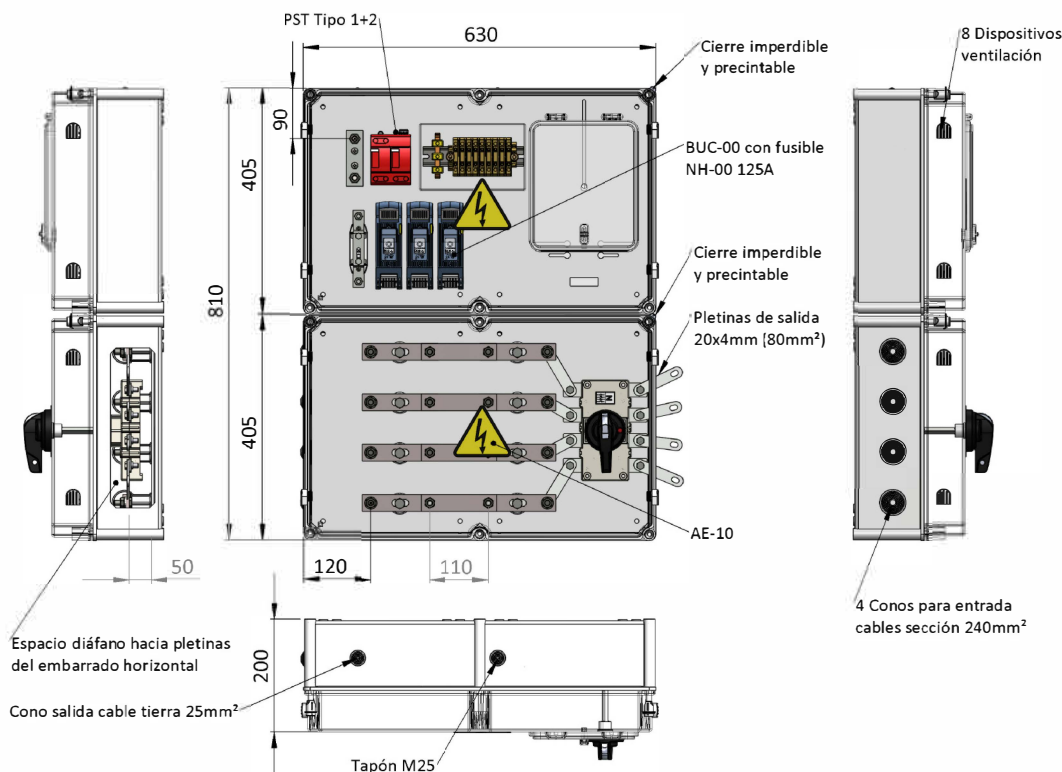 PST Tipo 1+2
630
Cierre imperdible
y precintable
8 Dispositivos
ventilación
90
405
810
BUC-00 con fusible
NH-00 125A
Cierre imperdible
y precintable
Pletinas de salida
20x4mm (80mm²)
405
AE-10
50
120
110
4 Conos para entrada
cables sección 240mm²
Espacio diáfano hacia pletinas
del embarrado horizontal
200
Cono salida cable tierra 25mm²
Tapón M25